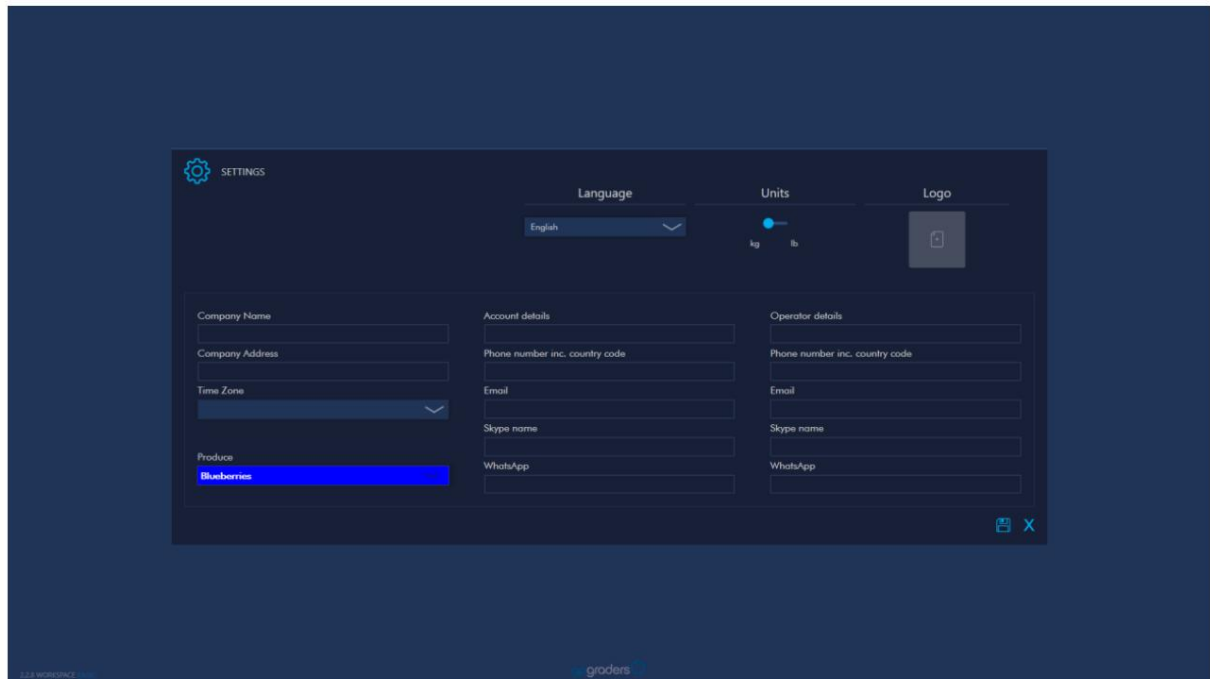 SETTINGS
Language
Units
Logo
English
kg lb
Company Name
Account details
Operator details
Company Address
Phone number inc. country code
Phone number inc. country code
Time Zone
Email
Email
Skype name
Skype name
Produce
Blueberries
WhatsApp
WhatsApp
X
graders
WORKSPACE